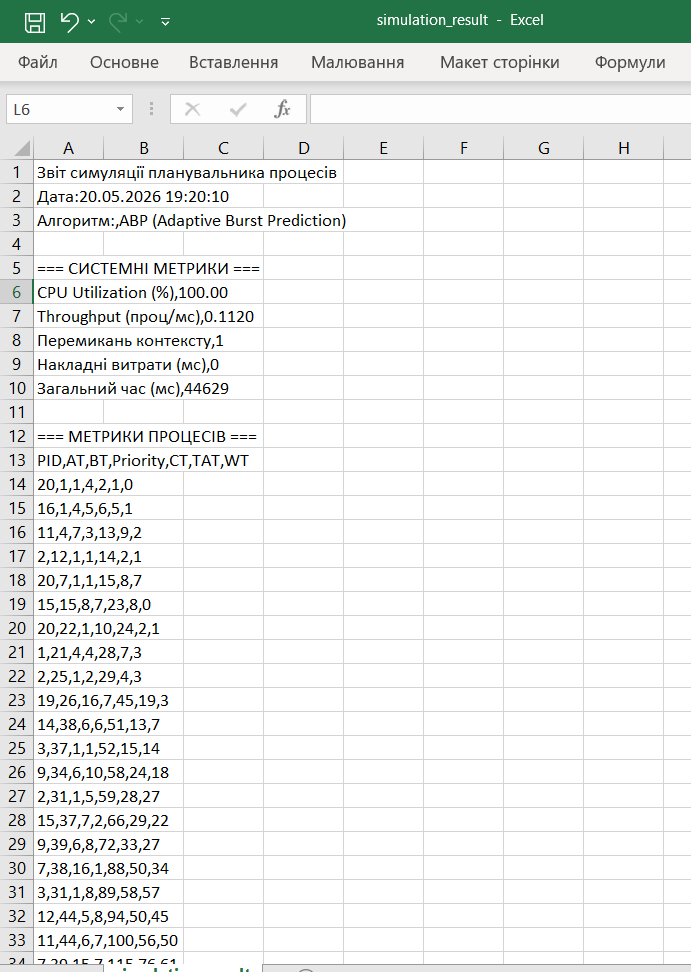 simulation_result - Excel
Файл Основне Вставлення Малювання Макет сторінки Формули
L6 fx
A B C D E F G H
1 Звіт симуляції планувальника процесів
2 Дата:20.05.2026 19:20:10
3 Алгоритм:,ABP (Adaptive Burst Prediction)
4
5 === СИСТЕМНІ МЕТРИКИ ===
6 CPU Utilization (%),100.00
7 Throughput (проц/мс),0.1120
8 Перемикань контексту,1
9 Накладні витрати (мс),0
10 Загальний час (мс),44629
11
12 === МЕТРИКИ ПРОЦЕСІВ ===
13 PID,AT,BT,Priority,CT,TAT,WT
14 20,1,1,4,2,1,0
15 16,1,4,5,6,5,1
16 11,4,7,3,13,9,2
17 2,12,1,1,14,2,1
18 20,7,1,1,15,8,7
19 15,15,8,7,23,8,0
20 20,22,1,10,24,2,1
21 1,21,4,4,28,7,3
22 2,25,1,2,29,4,3
23 19,26,16,7,45,19,3
24 14,38,6,6,51,13,7
25 3,37,1,1,52,15,14
26 9,34,6,10,58,24,18
27 2,31,1,5,59,28,27
28 15,37,7,2,66,29,22
29 9,39,6,8,72,33,27
30 7,38,16,1,88,50,34
31 3,31,1,8,89,58,57
32 12,44,5,8,94,50,45
33 11,44,6,7,100,56,50
34 7,39,15,7,115,76,61